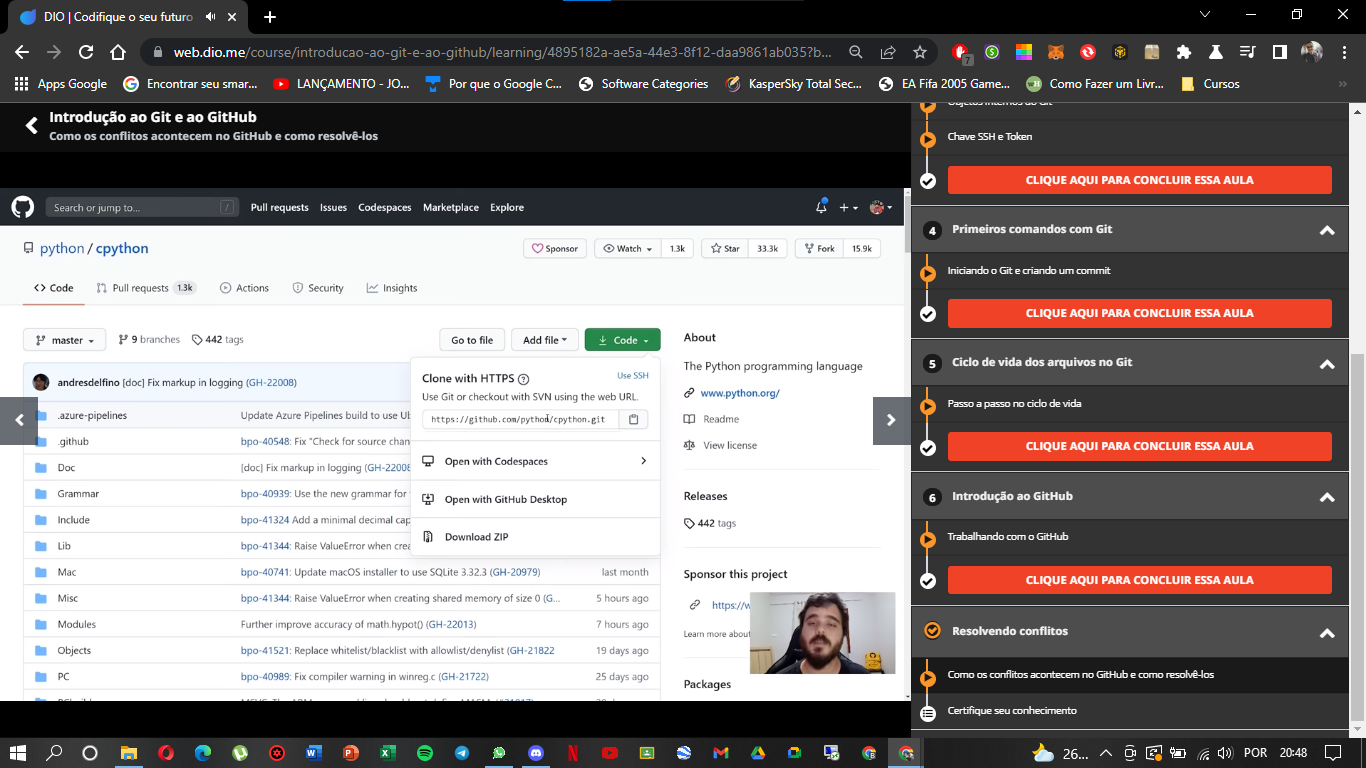 DIO | Codifique o seu futuro
web.dio.me/course/introducao-ao-git-e-ao-github/learning/4895182a-ae5a-44e3-8f12-daa9861ab035?b...
7
Apps Google
Encontrar seu smar...
LANÇAMENTO - JO...
Por que o Google C...
Software Categories
KasperSky Total Sec...
EA Fifa 2005 Game...
Como Fazer um Livr...
Cursos
Introdução ao Git e ao GitHub
Como os conflitos acontecem no GitHub e como resolvê-los
Search or jump to...
/
Pull requests
Issues
Codespaces
Marketplace
Explore
python / cpython
Sponsor
Watch
1.3k
Star
33.3k
Fork
15.9k
Code
Pull requests 1.3k
Actions
Security
Insights
master
9 branches
442 tags
Go to file
Add file
Code
andresdelfino [doc] Fix markup in logging (GH-22008)
.azure-pipelines
Update Azure Pipelines build to use
.github
bpo-40548: Fix "Check for source
Doc
[doc] Fix markup in logging (GH-22008
Grammar
bpo-40939: Use the new grammar for
Include
bpo-41324 Add a minimal decimal
Lib
bpo-41344: Raise ValueError when
Mac
bpo-40741: Update macOS installer to use SQLite 3.32.3 (GH-20979)
last month
Misc
bpo-41344: Raise ValueError when creating shared memory of size 0 (G...
5 hours ago
Modules
Further improve accuracy of math.hypot() (GH-22013)
7 hours ago
Objects
bpo-41521: Replace whitelist/blacklist with allowlist/denylist (GH-21822
19 days ago
PC
bpo-40989: Fix compiler warning in winreg.c (GH-21722)
25 days ago
Clone with HTTPS
Use SSH
Use Git or checkout with SVN using the web URL.
https://github.com/python/cpython.git
Open with Codespaces
Open with GitHub Desktop
Download ZIP
About
The Python programming language
www.python.org/
Readme
View license
Releases
442 tags
Sponsor this project
https://w
Learn more about
Packages
Objetos internos do Git
Chave SSH e Token
CLIQUE AQUI PARA CONCLUIR ESSA AULA
4
Primeiros comandos com Git
Iniciando o Git e criando um commit
CLIQUE AQUI PARA CONCLUIR ESSA AULA
5
Ciclo de vida dos arquivos no Git
Passo a passo no ciclo de vida
CLIQUE AQUI PARA CONCLUIR ESSA AULA
6
Introdução ao GitHub
Trabalhando com o GitHub
CLIQUE AQUI PARA CONCLUIR ESSA AULA
Resolvendo conflitos
Como os conflitos acontecem no GitHub e como resolvê-los
Certifique seu conhecimento
26...
POR
20:48